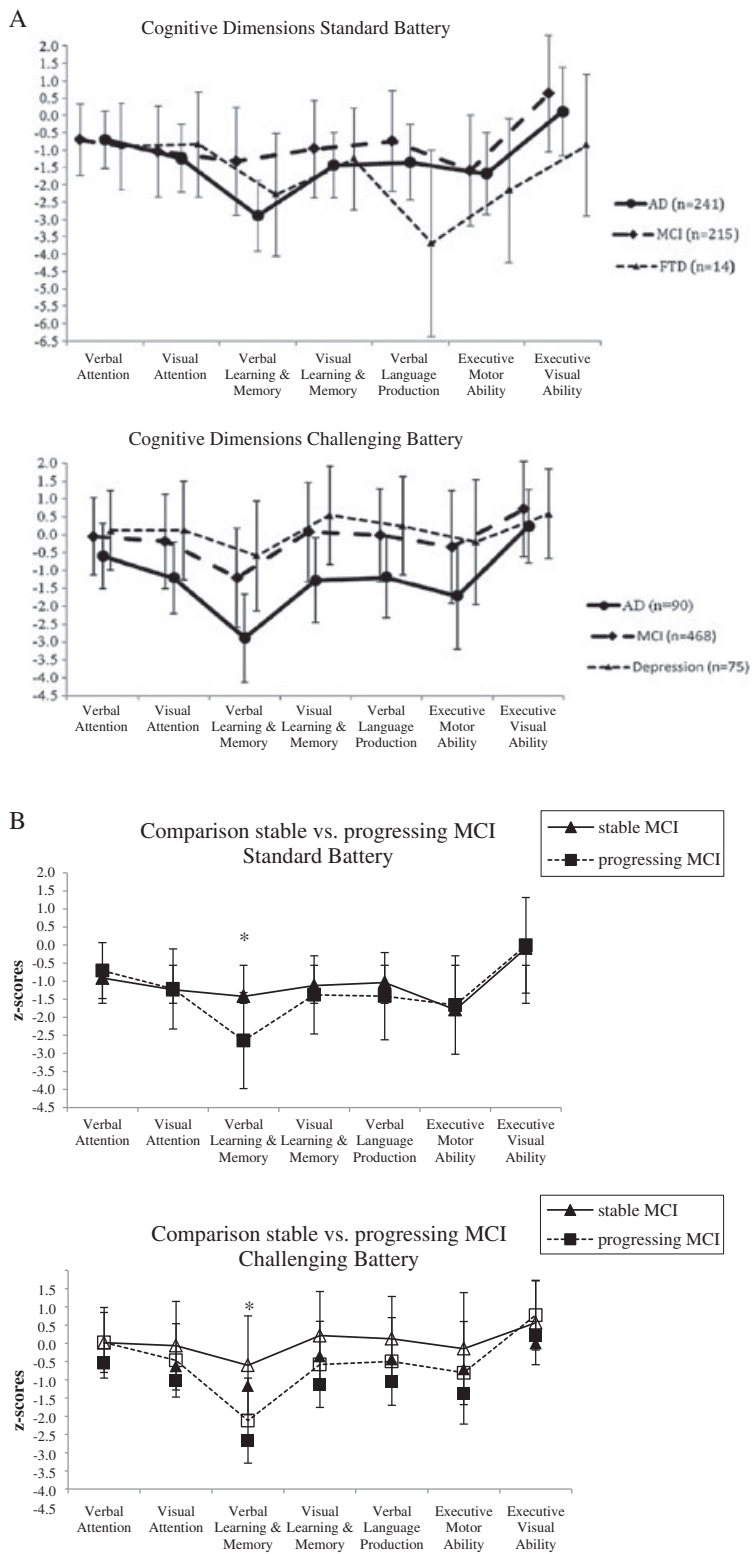 A
Cognitive Dimensions Standard Battery
2.0
1.5
1.0
0.5
0.0
-0.5
-1.0
-1.5
-2.0
-2.5
-3.0
-3.5
-4.0
-4.5
-5.0
-5.5
-6.0
-6.5
AD (n=241)
MCI (n=215)
FTD (n=14)
Verbal Attention
Visual Attention
Verbal Learning & Memory
Visual Learning & Memory
Verbal Language Production
Executive Motor Ability
Executive Visual Ability
Cognitive Dimensions Challenging Battery
2.0
1.5
1.0
0.5
0.0
-0.5
-1.0
-1.5
-2.0
-2.5
-3.0
-3.5
-4.0
-4.5
AD (n=90)
MCI (n=468)
Depression (n=75)
Verbal Attention
Visual Attention
Verbal Learning & Memory
Visual Learning & Memory
Verbal Language Production
Executive Motor Ability
Executive Visual Ability
B
Comparison stable vs. progressing MCI
Standard Battery
stable MCI
progressing MCI
2.0
1.5
1.0
0.5
0.0
-0.5
-1.0
-1.5
-2.0
-2.5
-3.0
-3.5
-4.0
-4.5
z-scores
*
Verbal Attention
Visual Attention
Verbal Learning & Memory
Visual Learning & Memory
Verbal Language Production
Executive Motor Ability
Executive Visual Ability
Comparison stable vs. progressing MCI
Challenging Battery
stable MCI
progressing MCI
1.5
1.0
0.5
0.0
-0.5
-1.0
-1.5
-2.0
-2.5
-3.0
-3.5
-4.0
-4.5
z-scores
*
Verbal Attention
Visual Attention
Verbal Learning & Memory
Visual Learning & Memory
Verbal Language Production
Executive Motor Ability
Executive Visual Ability